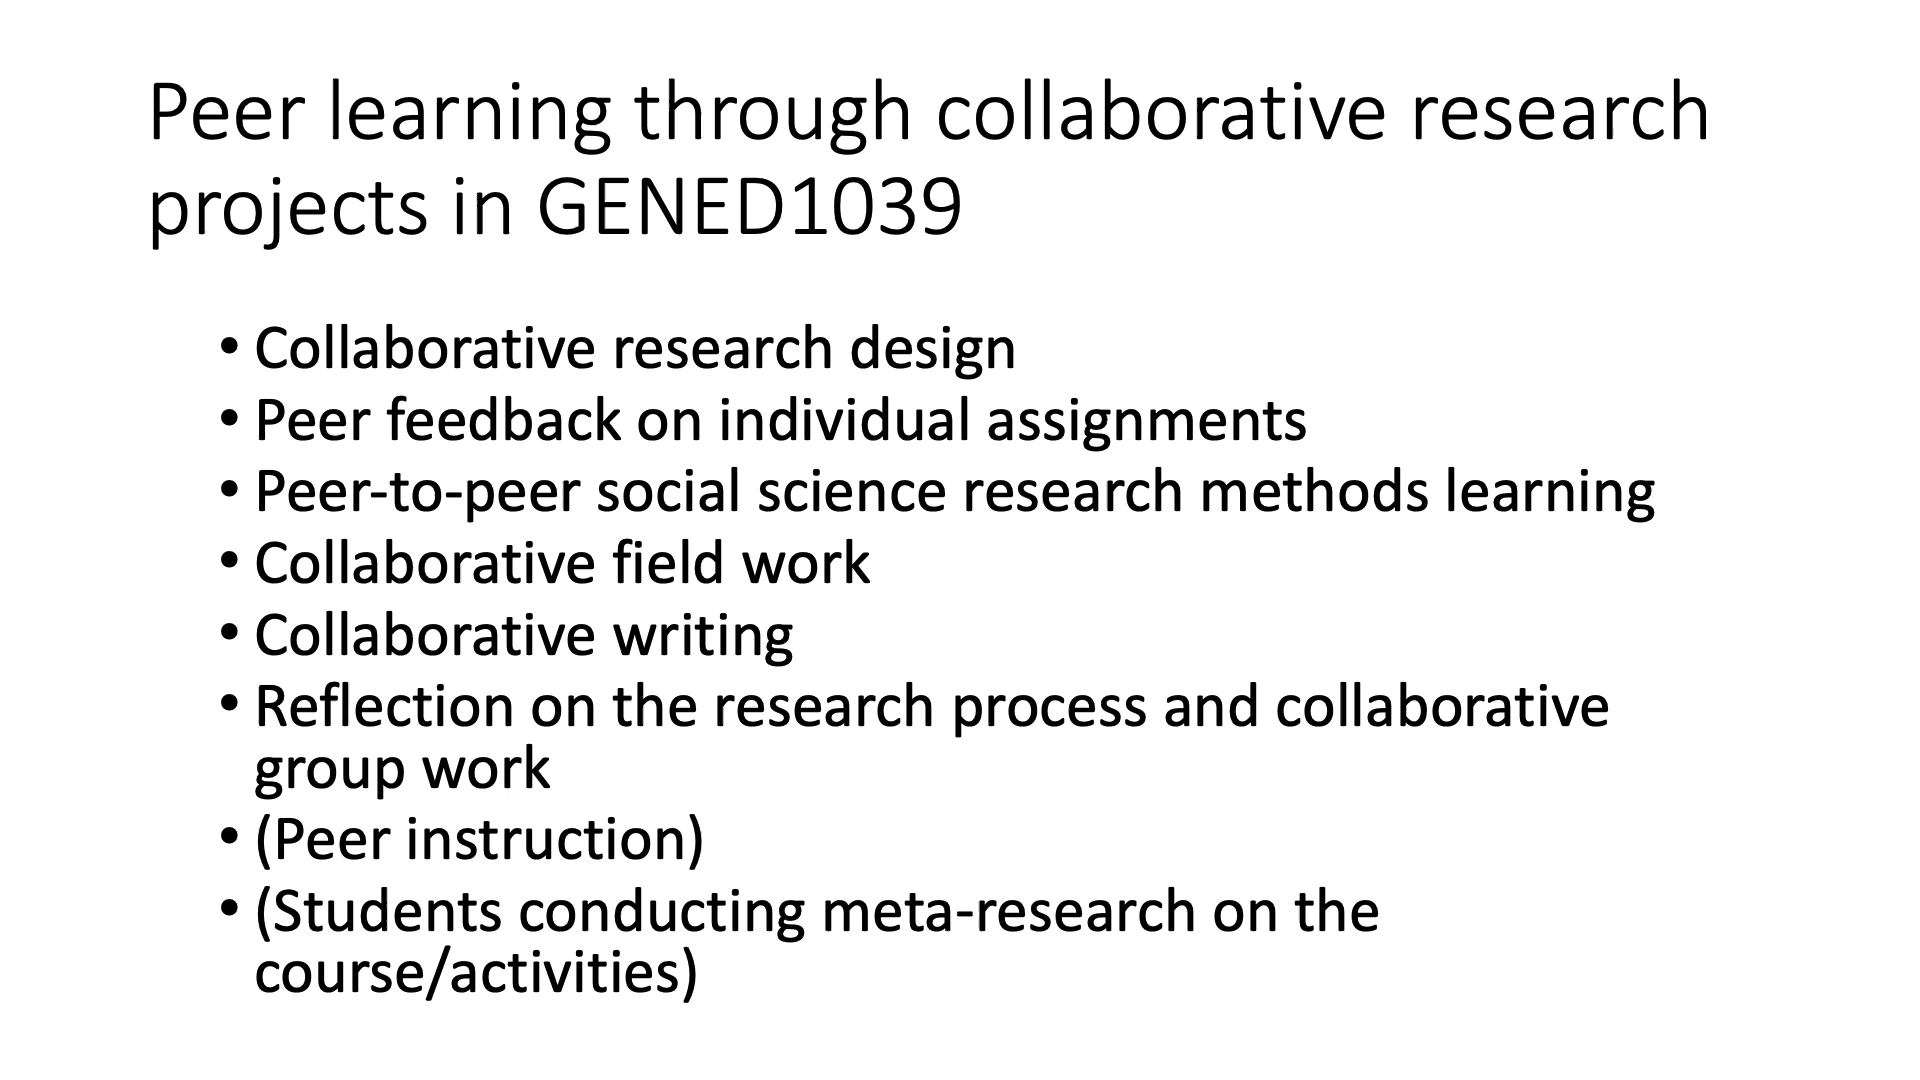 Peer learning through collaborative research
projects in GENED1039
• Collaborative research design
• Peer feedback on individual assignments
• Peer-to-peer social science research methods learning
• Collaborative field work
• Collaborative writing
• Reflection on the research process and collaborative
group work
• (Peer instruction)
• (Students conducting meta-research on the
course/activities)